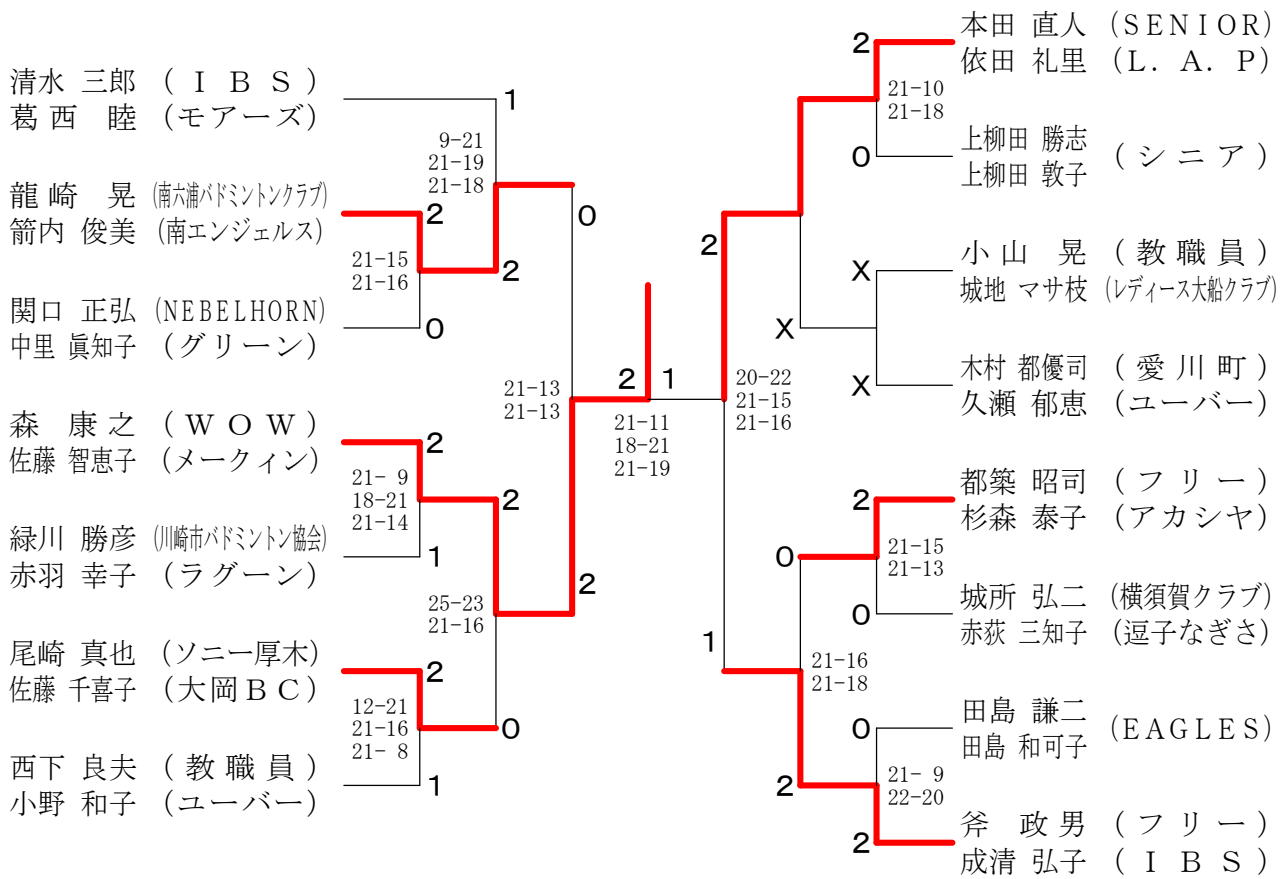 清水 三郎 (ＩＢＳ)
葛西 睦 (モアーズ)
龍崎 晃 (南六浦バドミントンクラブ)
箭内 俊美 (南エンジェルス)
関口 正弘 (NEBELHORN)
中里 眞知子 (グリーン)
森 康之 (ＷＯＷ)
佐藤 智恵子 (メークィン)
緑川 勝彦 (川崎市バドミントン協会)
赤羽 幸子 (ラグーン)
尾崎 真也 (ソニー厚木)
佐藤 千喜子 (大岡ＢＣ)
西下 良夫 (教職員)
小野 和子 (ユーバー)
1
9-21
21-19
21-18
2
21-15
21-16
2
0
0
2
21- 9
18-21
21-14
1
2
25-23
21-16
2
12-21
21-16
21- 8
1
0
21-13
21-13
2
2
1
21-11
18-21
21-19
2
20-22
21-15
21-16
1
2
21-10
21-18
0
X
X
X
2
21-15
21-13
0
0
21-16
21-18
0
21- 9
22-20
2
2
本田 直人 (SENIOR)
依田 礼里 (L. A. P)
上柳田 勝志
上柳田 敦子
(シニア)
小山 晃 (教職員)
城地 マサ枝 (レディース大船クラブ)
木村 都優司 (愛川町)
久瀬 郁恵 (ユーバー)
都築 昭司 (フリー)
杉森 泰子 (アカシヤ)
城所 弘二 (横須賀クラブ)
赤荻 三知子 (逗子なぎさ)
田島 謙二
田島 和可子
(EAGLES)
斧 政男 (フリー)
成清 弘子 (ＩＢＳ)